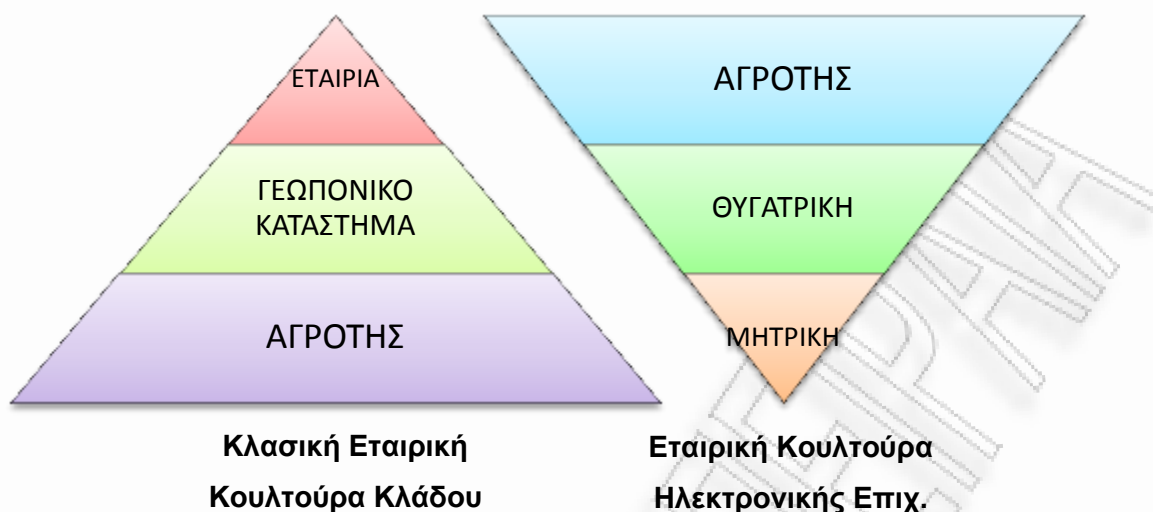 ΕΤΑΙΡΙΑ
ΓΕΩΠΟΝΙΚΟ
ΚΑΤΑΣΤΗΜΑ
ΑΓΡΟΤΗΣ
Κλασική Εταιρική
Κουλτούρα Κλάδου
ΑΓΡΟΤΗΣ
ΘΥΓΑΤΡΙΚΗ
ΜΗΤΡΙΚΗ
Εταιρική Κουλτούρα
Ηλεκτρονικής Επιχ.